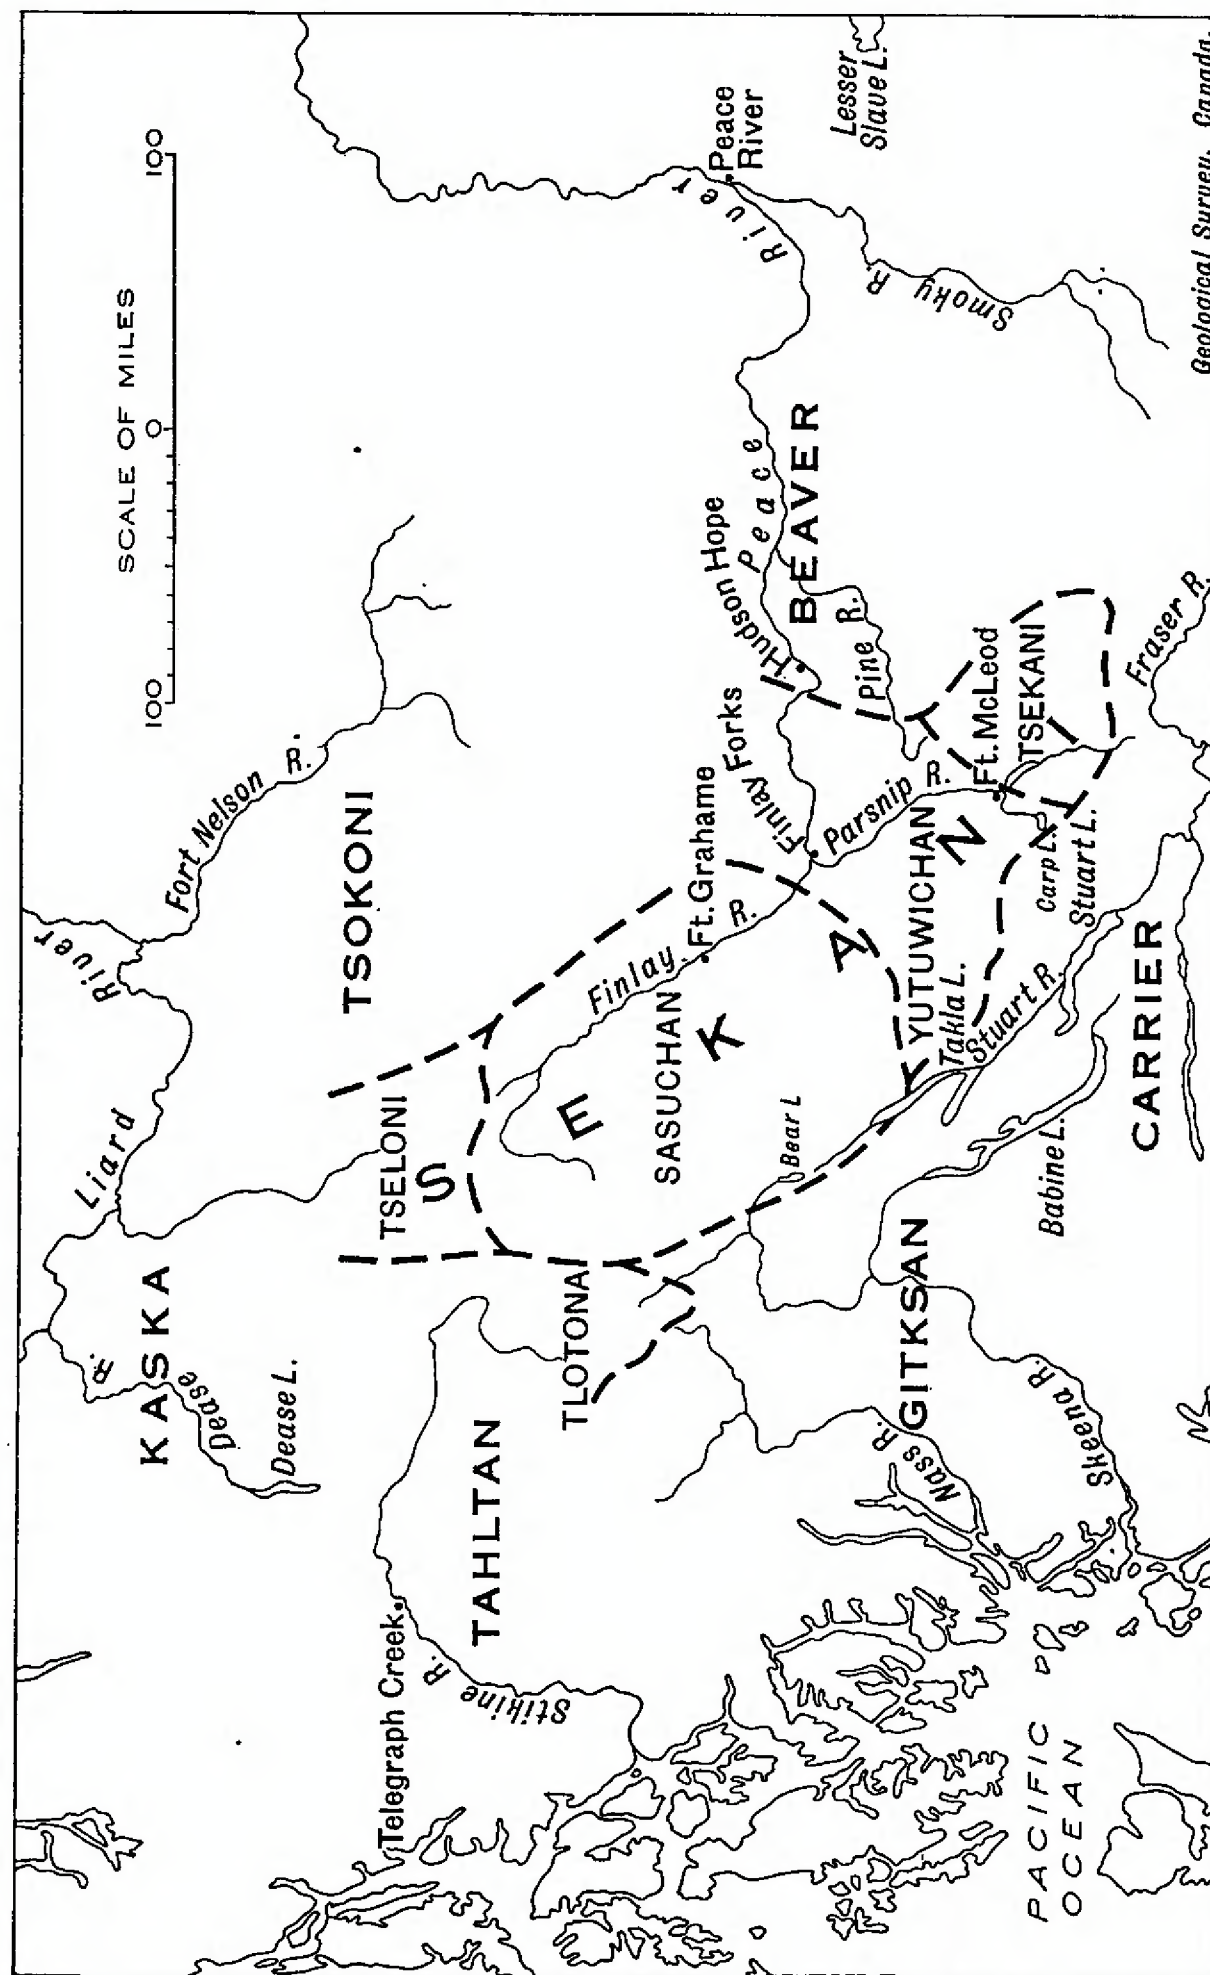 SCALE OF MILES
100 0 100
Liard
River
Fort Nelson R.
KASKA
Dease R.
Dease L.
TSOKONI
TSELONI
Telegraph Creek
Stikine R.
TAHLTAN
TLOTONA
SEKANI
Finlay R.
Ft. Grahame
SASUCHAN
Finlay Forks
Hudson Hope
Peace
River
Peace
River
BEAVER
Lesser
Slave L.
Smoky R.
Pine R.
Parsnip R.
YUTUWICHAN
Ft. McLeod
TSEKANI
Bear L
Takla L.
Stuart R.
Carp L.
Stuart L.
Fraser R.
GITKSAN
Nass R.
Skeena R.
Babine L.
CARRIER
PACIFIC
OCEAN
Geological Survey, Canada.